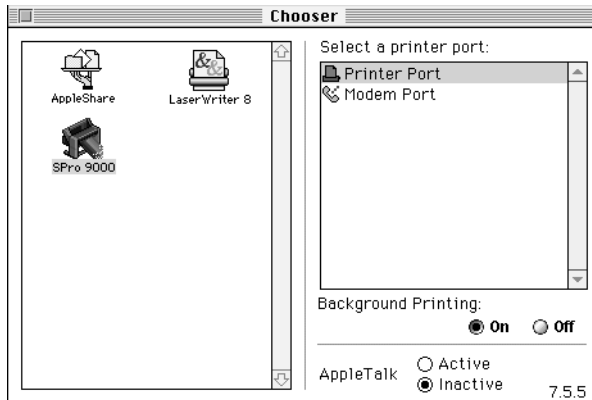 Chooser
AppleShare
LaserWriter 8
SPro 9000
Select a printer port:
Printer Port
Modem Port
Background Printing:
On Off
AppleTalk
Active
Inactive
7.5.5